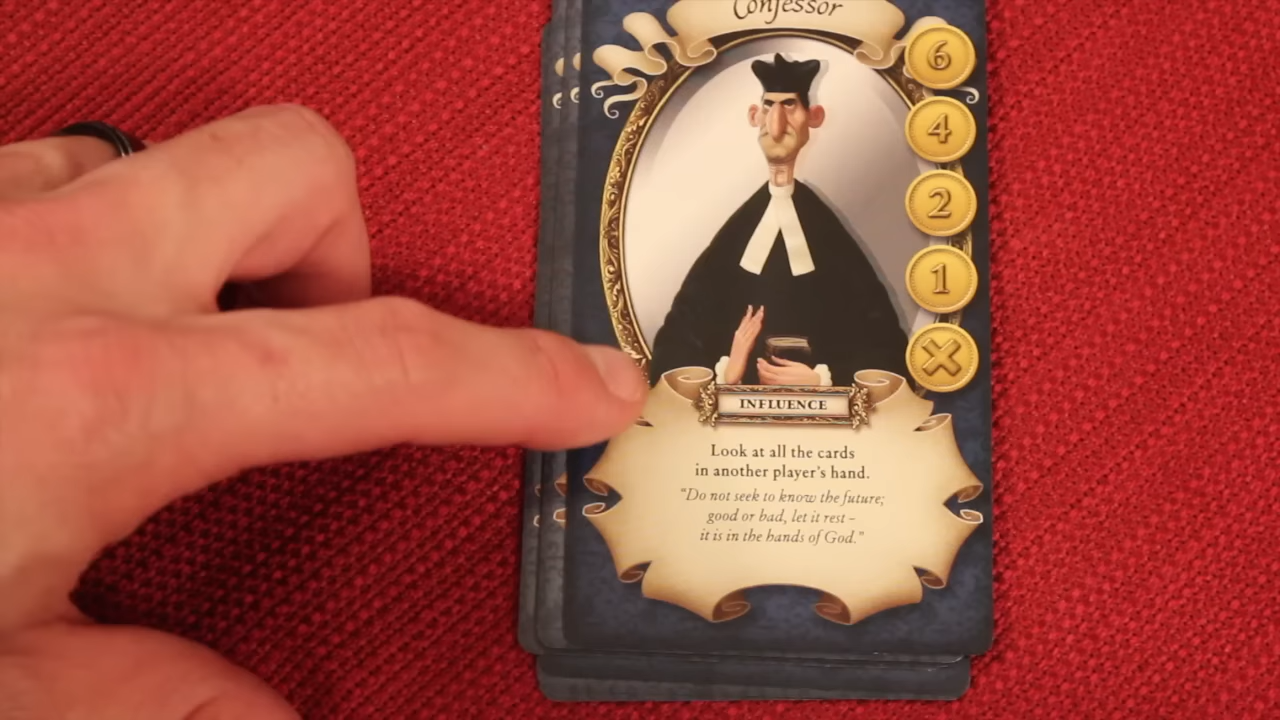 Confessor
6
4
2
1
INFLUENCE
Look at all the cards
in another player's hand.
"Do not seek to know the future;
good or bad, let it rest –
it is in the hands of God."